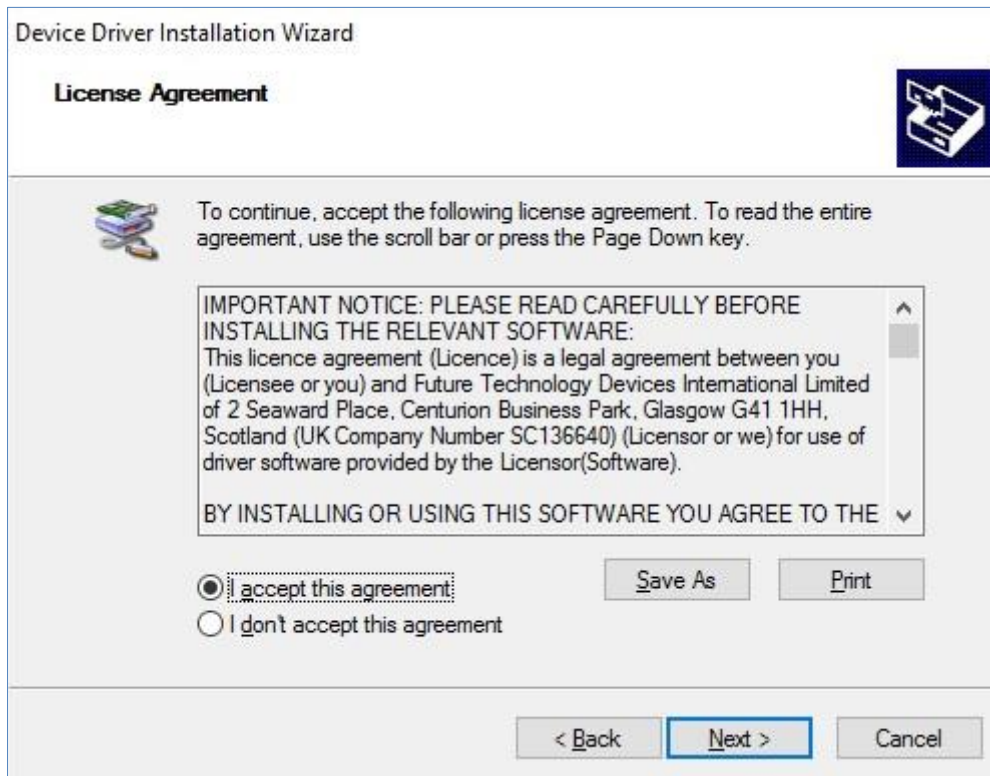 Device Driver Installation Wizard
License Agreement
To continue, accept the following license agreement. To read the entire
agreement, use the scroll bar or press the Page Down key.
IMPORTANT NOTICE: PLEASE READ CAREFULLY BEFORE
INSTALLING THE RELEVANT SOFTWARE:
This licence agreement (Licence) is a legal agreement between you
(Licensee or you) and Future Technology Devices International Limited
of 2 Seaward Place, Centurion Business Park, Glasgow G41 1HH,
Scotland (UK Company Number SC136640) (Licensor or we) for use of
driver software provided by the Licensor(Software).
BY INSTALLING OR USING THIS SOFTWARE YOU AGREE TO THE
I accept this agreement
Save As
Print
I don't accept this agreement
< Back
Next >
Cancel